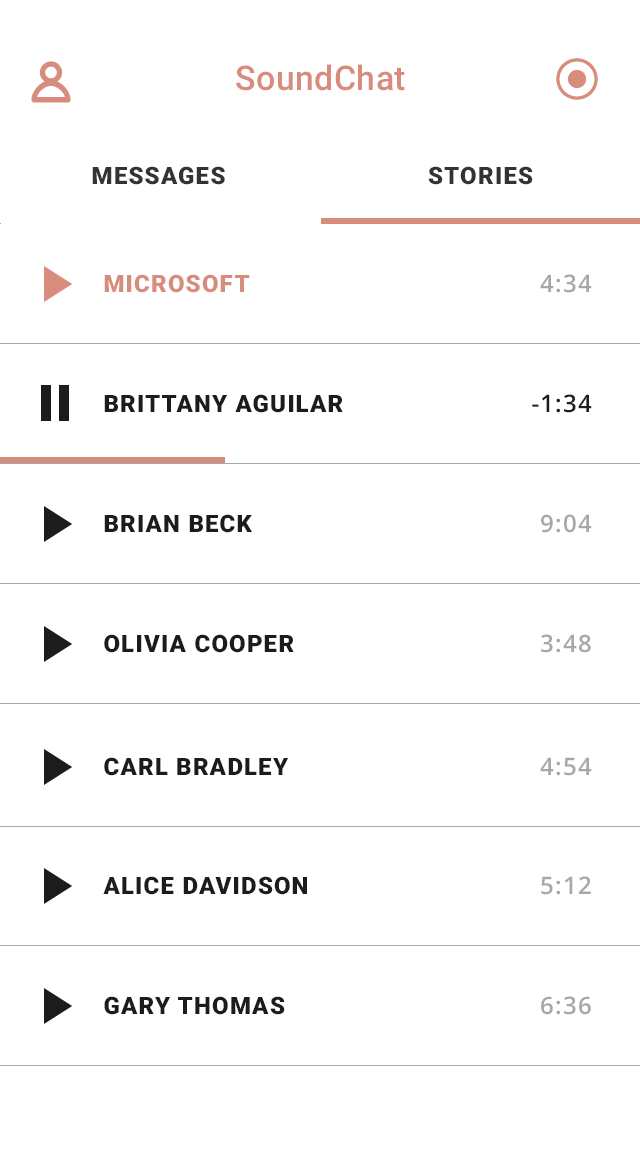 SoundChat
MESSAGES STORIES
MICROSOFT 4:34
BRITTANY AGUILAR -1:34
BRIAN BECK 9:04
OLIVIA COOPER 3:48
CARL BRADLEY 4:54
ALICE DAVIDSON 5:12
GARY THOMAS 6:36